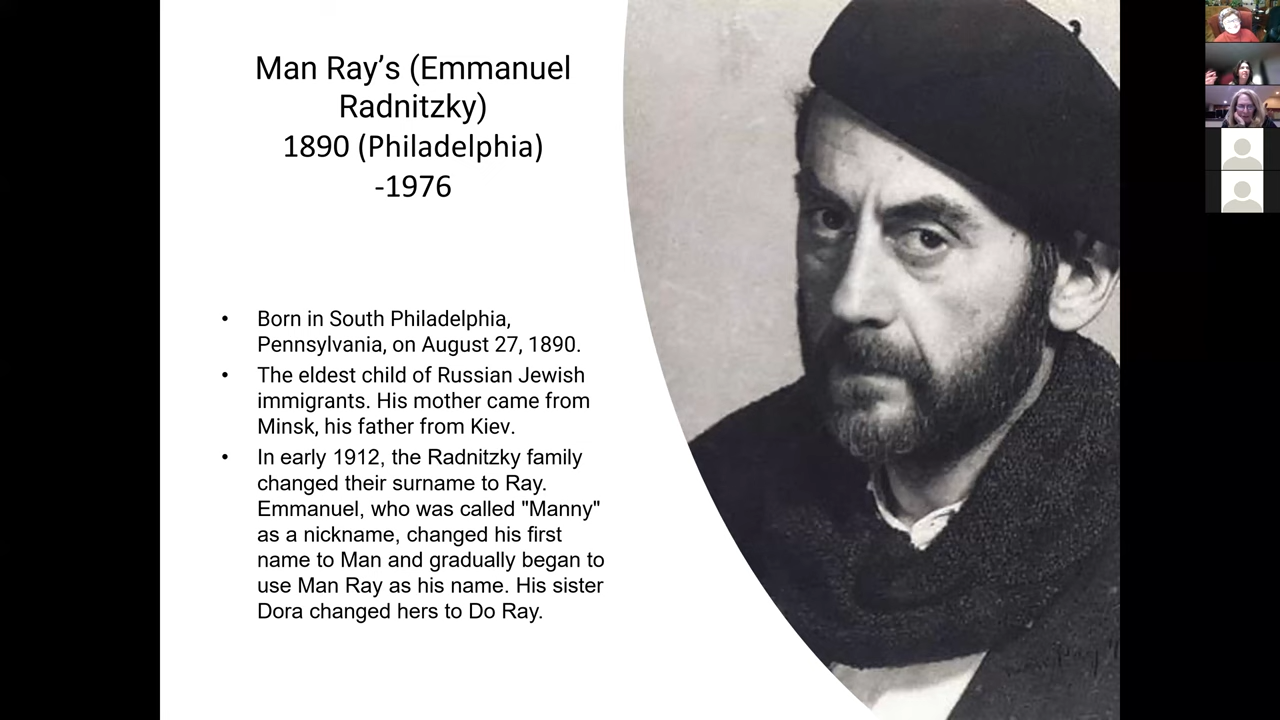 Man Ray’s (Emmanuel
Radnitzky)
1890 (Philadelphia)
-1976
• Born in South Philadelphia,
Pennsylvania, on August 27, 1890.
• The eldest child of Russian Jewish
immigrants. His mother came from
Minsk, his father from Kiev.
• In early 1912, the Radnitzky family
changed their surname to Ray.
Emmanuel, who was called "Manny"
as a nickname, changed his first
name to Man and gradually began to
use Man Ray as his name. His sister
Dora changed hers to Do Ray.
man Ray